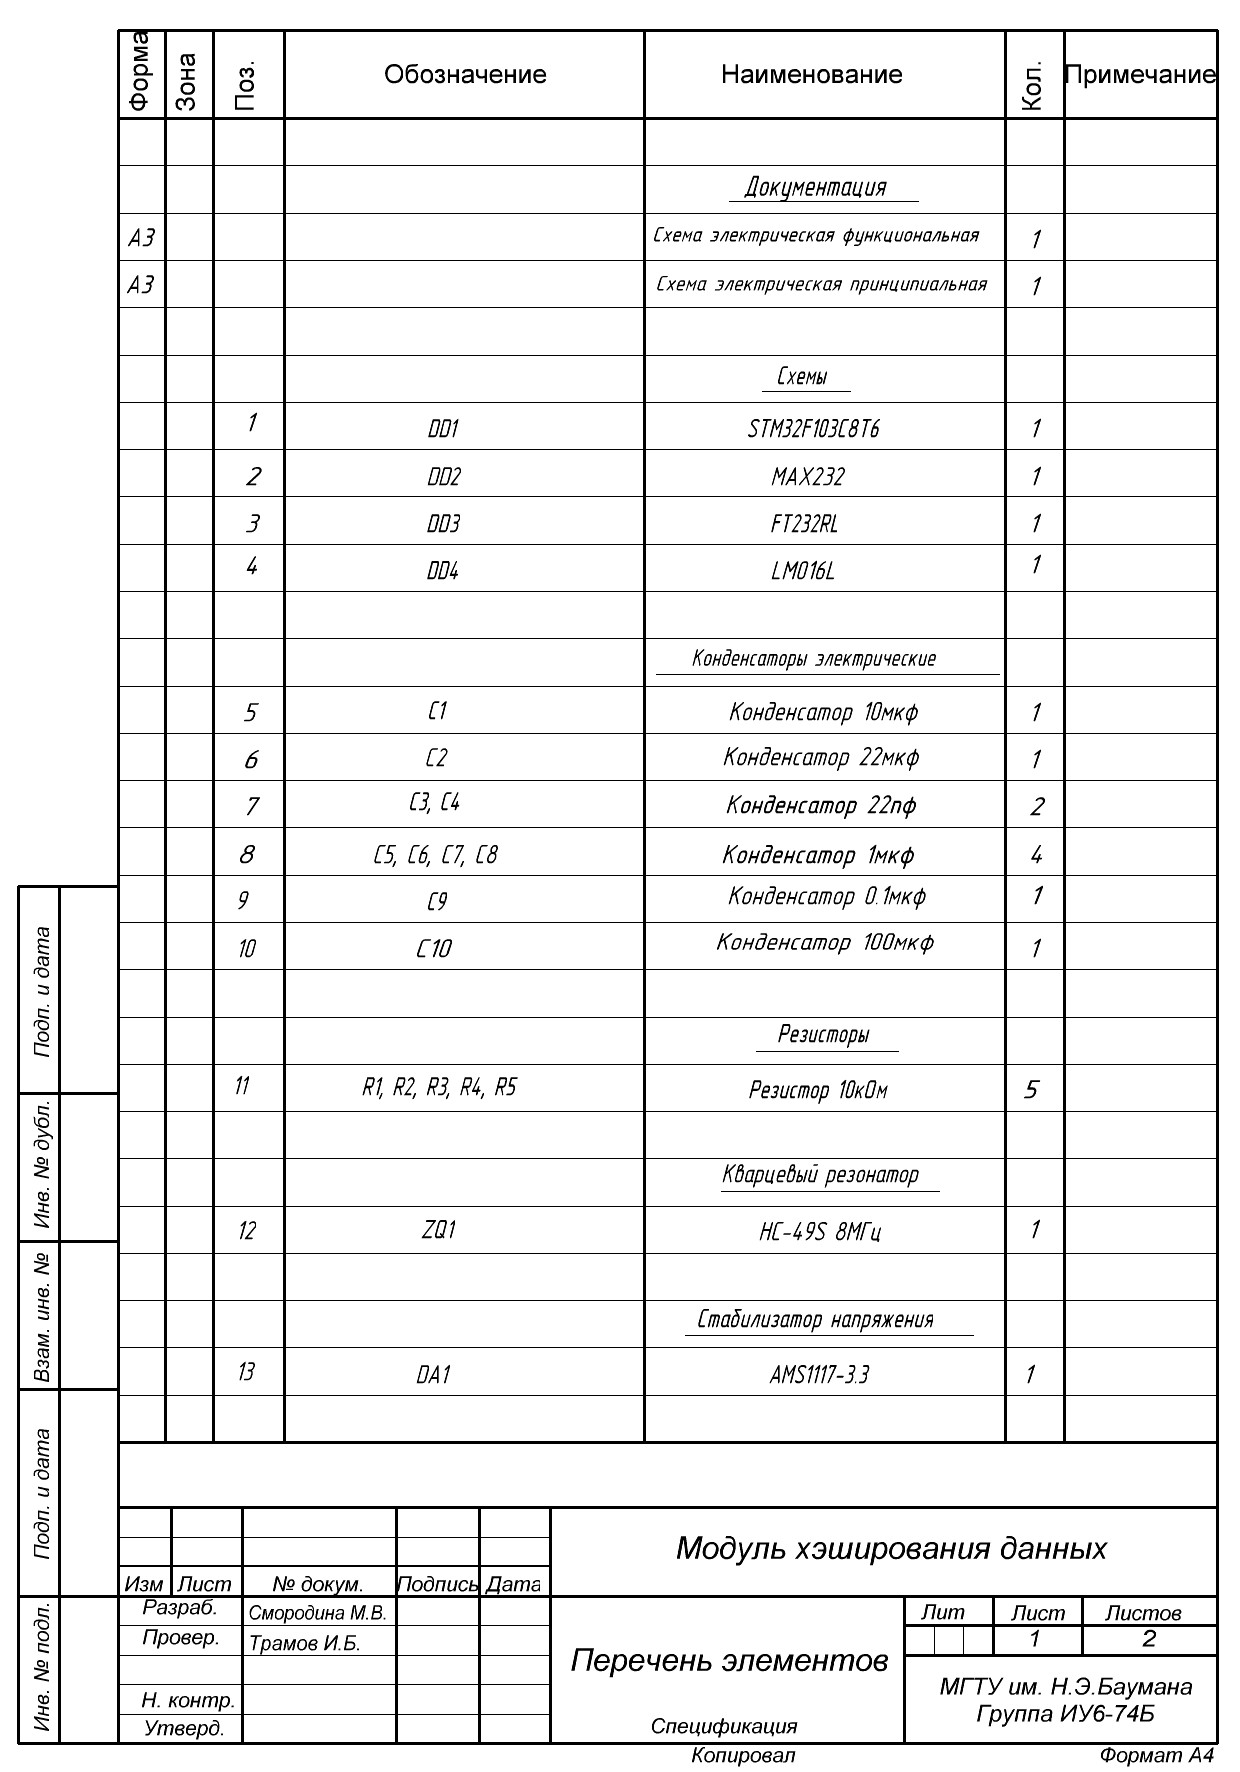 Форма Зона Поз. Обозначение Наименование Кол. Примечание
Документация
А3 Схема электрическая функциональная 1
А3 Схема электрическая принципиальная 1
Схемы
1 DD1 STM32F103C8T6 1
2 DD2 MAX232 1
3 DD3 FT232RL 1
4 DD4 LM016L 1
Конденсаторы электрические
5 C1 Конденсатор 10мкф 1
6 C2 Конденсатор 22мкф 1
7 C3, C4 Конденсатор 22пф 2
8 C5, C6, C7, C8 Конденсатор 1мкф 4
9 C9 Конденсатор 0.1мкф 1
10 C10 Конденсатор 100мкф 1
Резисторы
11 R1, R2, R3, R4, R5 Резистор 10кОм 5
Кварцевый резонатор
12 ZQ1 HC-49S 8МГц 1
Стабилизатор напряжения
13 DA1 AMS1117-3.3 1
Подп. и дата
Инв. № дубл.
Взам. инв. №
Подп. и дата
Инв. № подл.
Модуль хэширования данных
Изм Лист № докум. Подпись Дата
Разраб. Смородина М.В.
Провер. Трамов И.Б.
Н. контр.
Утверд.
Перечень элементов
Спецификация
Лит Лист Листов
1 2
МГТУ им. Н.Э.Баумана
Группа ИУ6-74Б
Копировал Формат А4